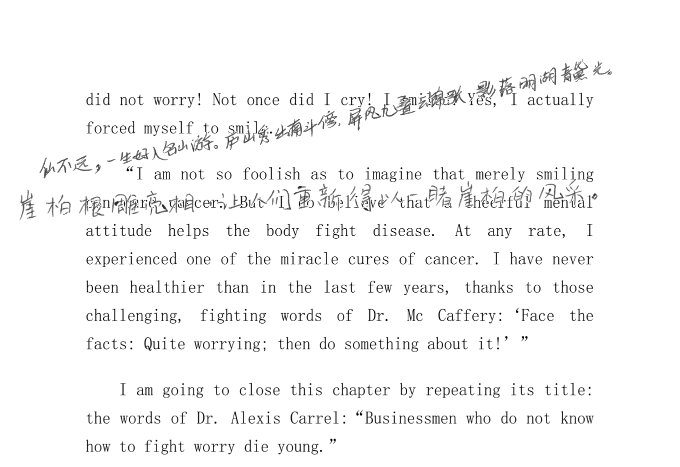 did not worry! Not once did I cry! I smiled! Yes, I actually
forced myself to smile.
仙不远，一生好入名山游。庐山秀出南斗傍，屏风九叠云锦张，影落明湖青黛光。
“I am not so foolish as to imagine that merely smiling
崖柏根雕亮相，让人们重新得以一睹崖柏的风采。
can cure cancer. But I do believe that a cheerful mental
attitude helps the body fight disease. At any rate, I
experienced one of the miracle cures of cancer. I have never
been healthier than in the last few years, thanks to those
challenging, fighting words of Dr. Mc Caffery: ‘Face the
facts: Quite worrying; then do something about it!’ ”
I am going to close this chapter by repeating its title:
the words of Dr. Alexis Carrel: “Businessmen who do not know
how to fight worry die young.”